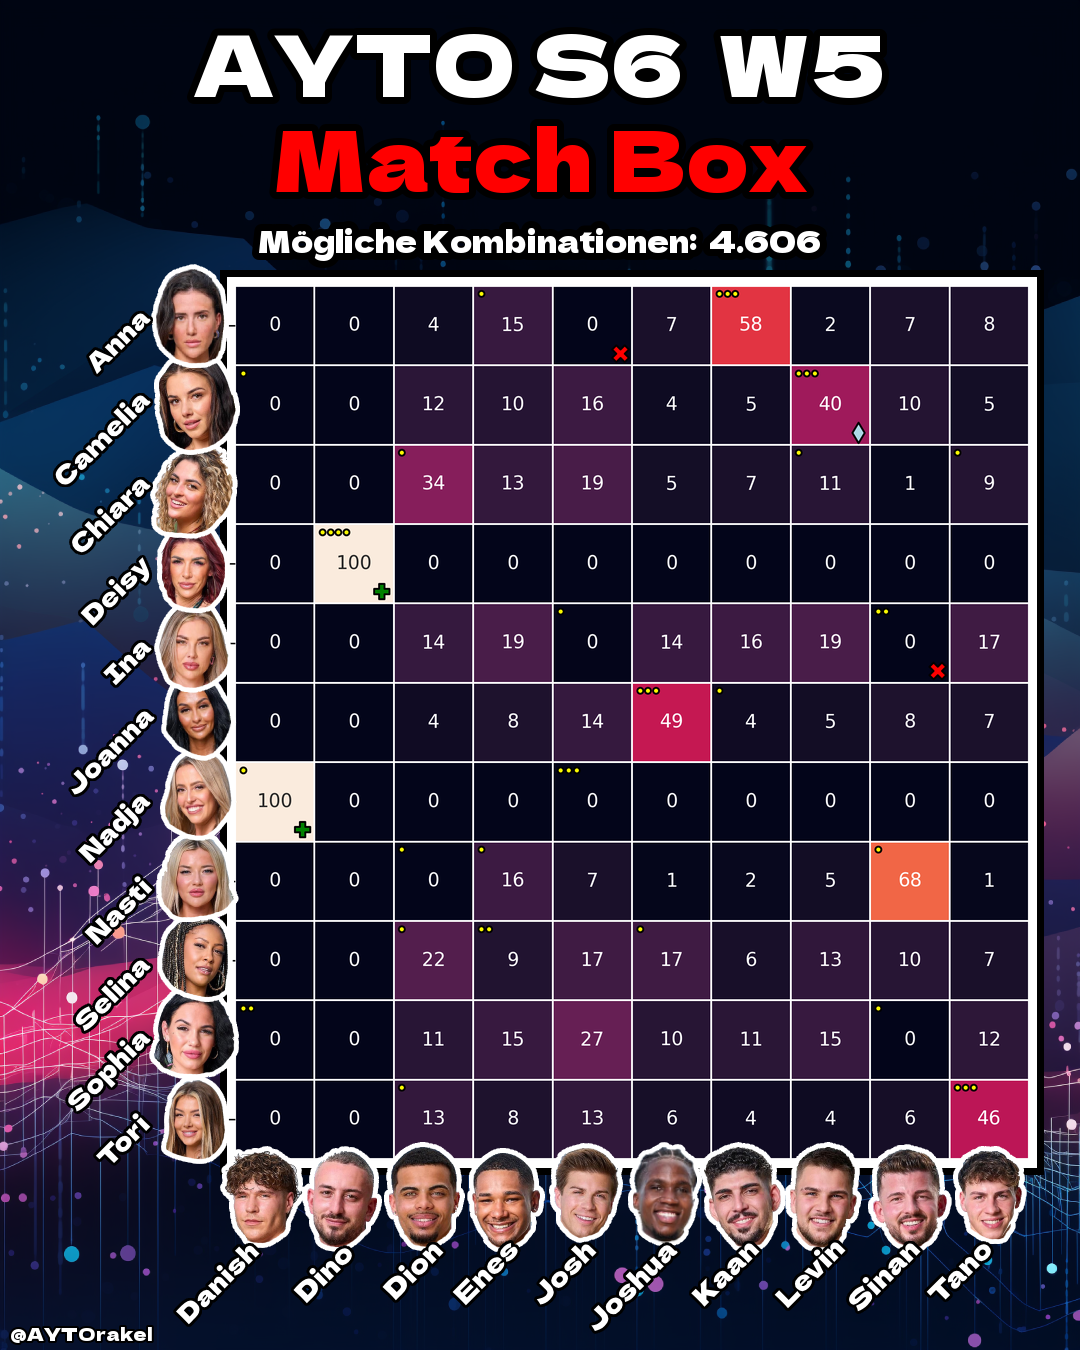 AYTO S6 W5
Match Box
Mögliche Kombinationen: 4.606
Anna 0 0 4 15 0 7 58 2 7 8
Camelia 0 0 12 10 16 4 5 40 10 5
Chiara 0 0 34 13 19 5 7 11 1 9
Deisy 0 100 0 0 0 0 0 0 0 0
Ina 0 0 14 19 0 14 16 19 0 17
Joanna 0 0 4 8 14 49 4 5 8 7
Nadja 100 0 0 0 0 0 0 0 0 0
Nasti 0 0 0 16 7 1 2 5 68 1
Selina 0 0 22 9 17 17 6 13 10 7
Sophia 0 0 11 15 27 10 11 15 0 12
Tori 0 0 13 8 13 6 4 4 6 46
Danish Dino Dion Enes Josh Joshua Kaan Levin Sinan Tano
@AYTOrakel